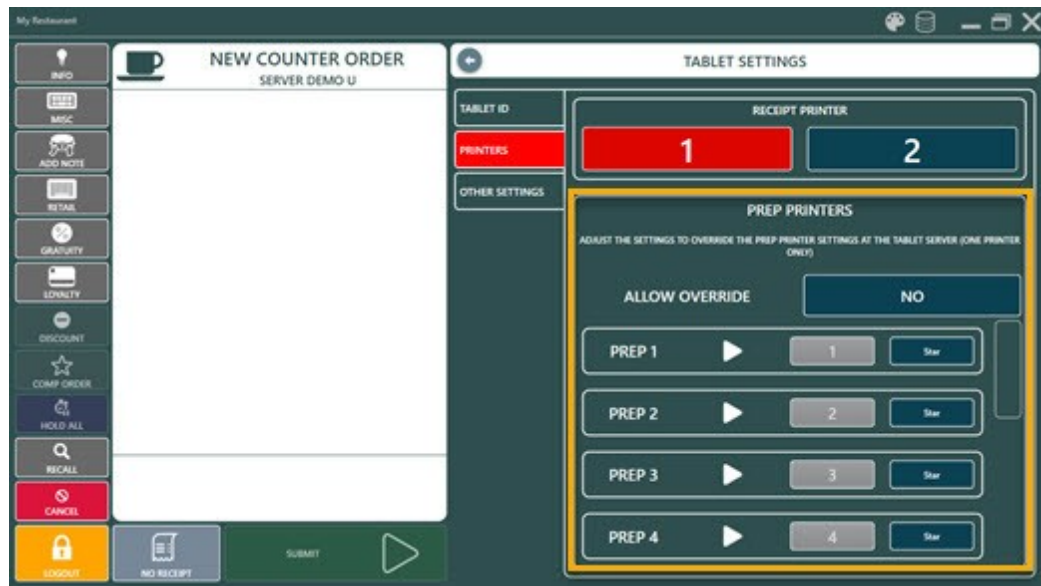 My Restaurant
INFO
MISC
ADD NOTE
RETAIL
GRATUITY
LOYALTY
DISCOUNT
COMP ORDER
HOLD ALL
RECALL
CANCEL
LOGOUT
NEW COUNTER ORDER
SERVER DEMO U
NO RECEIPT
SUBMIT
TABLET SETTINGS
TABLET ID
PRINTERS
OTHER SETTINGS
RECEIPT PRINTER
1 2
PREP PRINTERS
ADJUST THE SETTINGS TO OVERRIDE THE PREP PRINTER SETTINGS AT THE TABLET SERVER (ONE PRINTER
ONLY)
ALLOW OVERRIDE NO
PREP 1 1 Star
PREP 2 2 Star
PREP 3 3 Star
PREP 4 4 Star